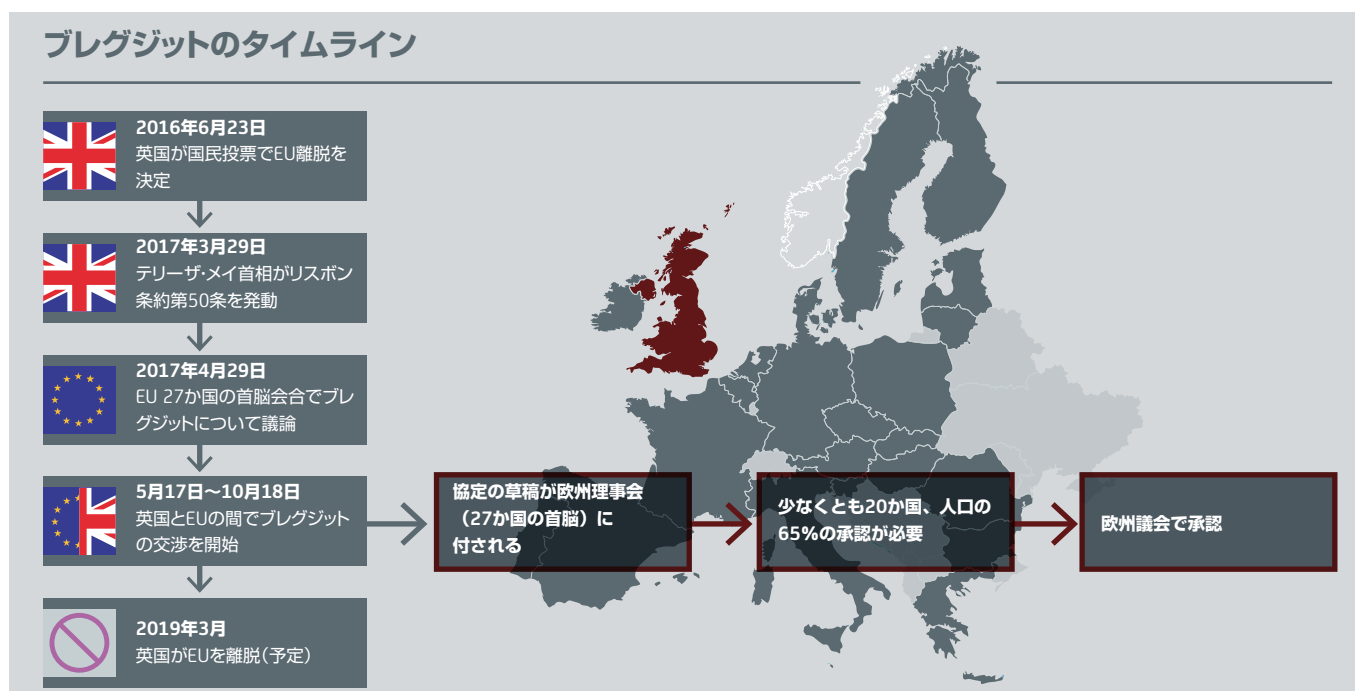 ブレグジットのタイムライン
2016年6月23日
英国が国民投票でEU離脱を
決定
2017年3月29日
テリーザ・メイ首相がリスボン
条約第50条を発動
2017年4月29日
EU 27か国の首脳会合でブレ
グジットについて議論
5月17日～10月18日
英国とEUの間でブレグジット
の交渉を開始
協定の草稿が欧州理事会
（27か国の首脳）に
付される
少なくとも20か国、人口の
65%の承認が必要
欧州議会で承認
2019年3月
英国がEUを離脱（予定）